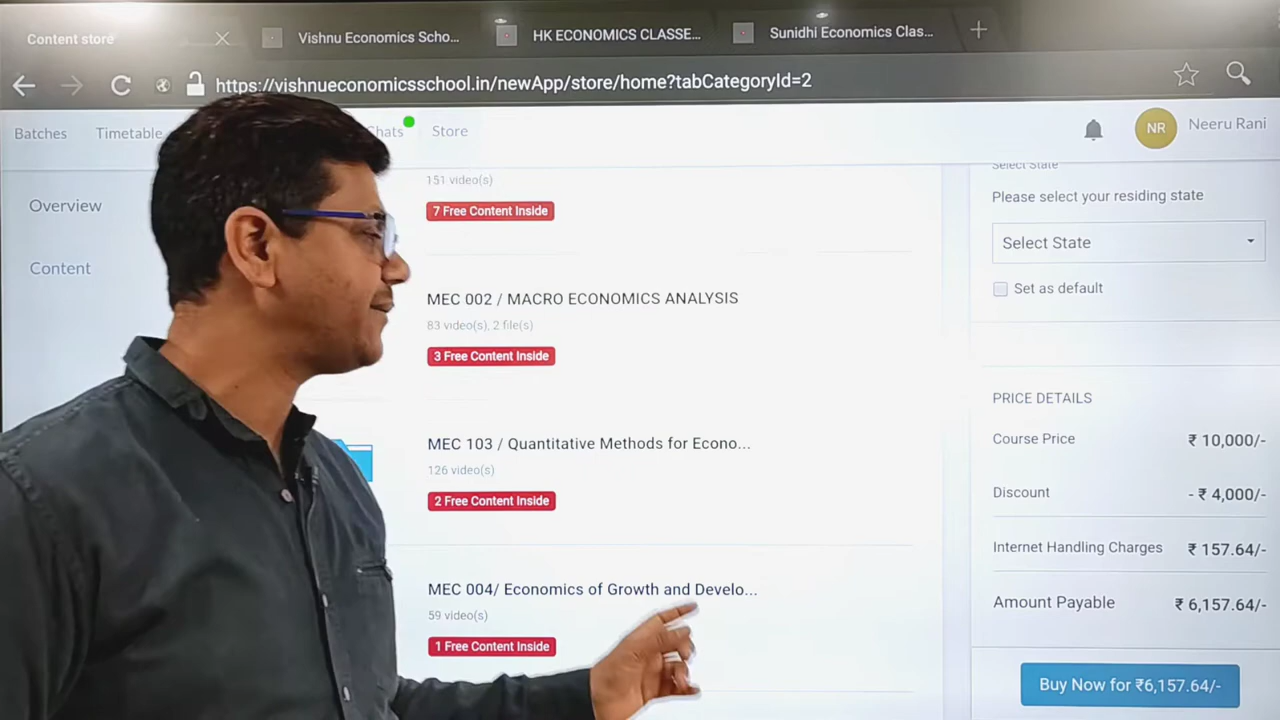 Content store
Vishnu Economics Scho...
HK ECONOMICS CLASSE...
Sunidhi Economics Clas...
https://vishnueconomicsschool.in/newApp/store/home?tabCategoryId=2
Batches
Timetable
Chats
Store
NR
Neeru Rani
Overview
Content
151 video(s)
7 Free Content Inside
MEC 002 / MACRO ECONOMICS ANALYSIS
83 video(s), 2 file(s)
3 Free Content Inside
MEC 103 / Quantitative Methods for Econo...
126 video(s)
2 Free Content Inside
MEC 004/ Economics of Growth and Develo...
59 video(s)
1 Free Content Inside
Select State
Please select your residing state
Select State
Set as default
PRICE DETAILS
Course Price ₹ 10,000/-
Discount - ₹ 4,000/-
Internet Handling Charges ₹ 157.64/-
Amount Payable ₹ 6,157.64/-
Buy Now for ₹6,157.64/-